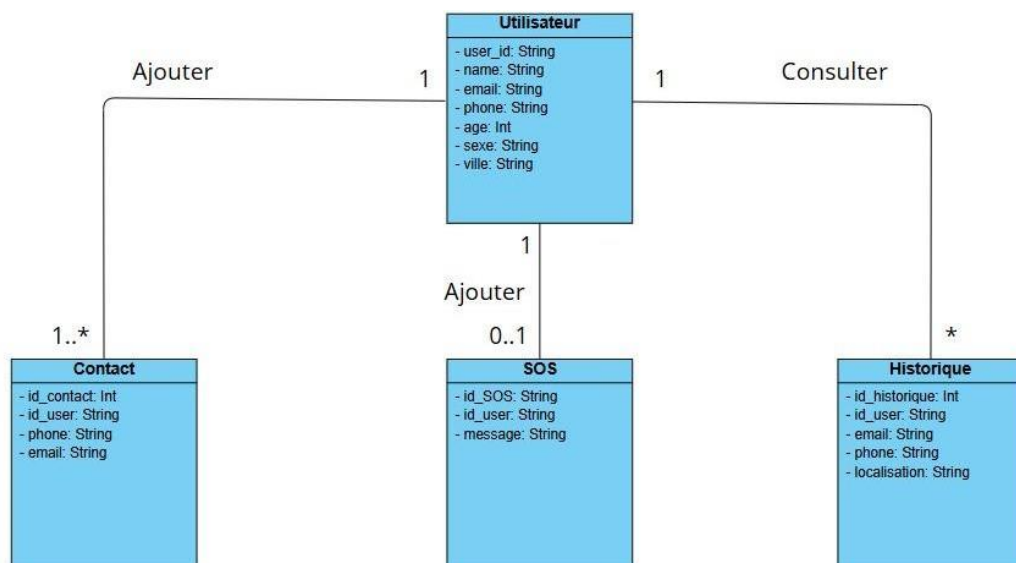 Utilisateur
- user_id: String
- name: String
- email: String
- phone: String
- age: Int
- sexe: String
- ville: String
Ajouter
1
1
Consulter
1
Ajouter
1..*
0..1
*
Contact
- id_contact: Int
- id_user: String
- phone: String
- email: String
SOS
- id_SOS: String
- id_user: String
- message: String
Historique
- id_historique: Int
- id_user: String
- email: String
- phone: String
- localisation: String